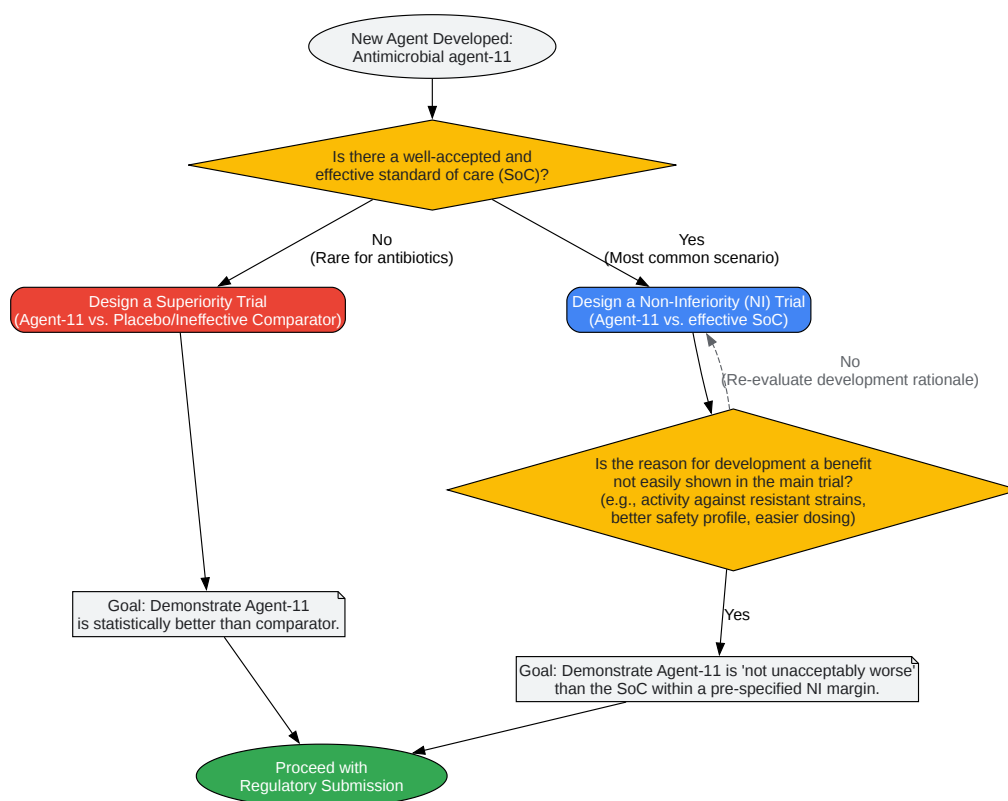 New Agent Developed:
Antimicrobial agent-11
Is there a well-accepted and
effective standard of care (SoC)?
No
(Rare for antibiotics)
Yes
(Most common scenario)
Design a Superiority Trial
(Agent-11 vs. Placebo/Ineffective Comparator)
Design a Non-Inferiority (NI) Trial
(Agent-11 vs. effective SoC)
No
(Re-evaluate development rationale)
Is the reason for development a benefit
not easily shown in the main trial?
(e.g., activity against resistant strains,
better safety profile, easier dosing)
Goal: Demonstrate Agent-11
is statistically better than comparator.
Yes
Goal: Demonstrate Agent-11 is 'not unacceptably worse'
than the SoC within a pre-specified NI margin.
Proceed with
Regulatory Submission